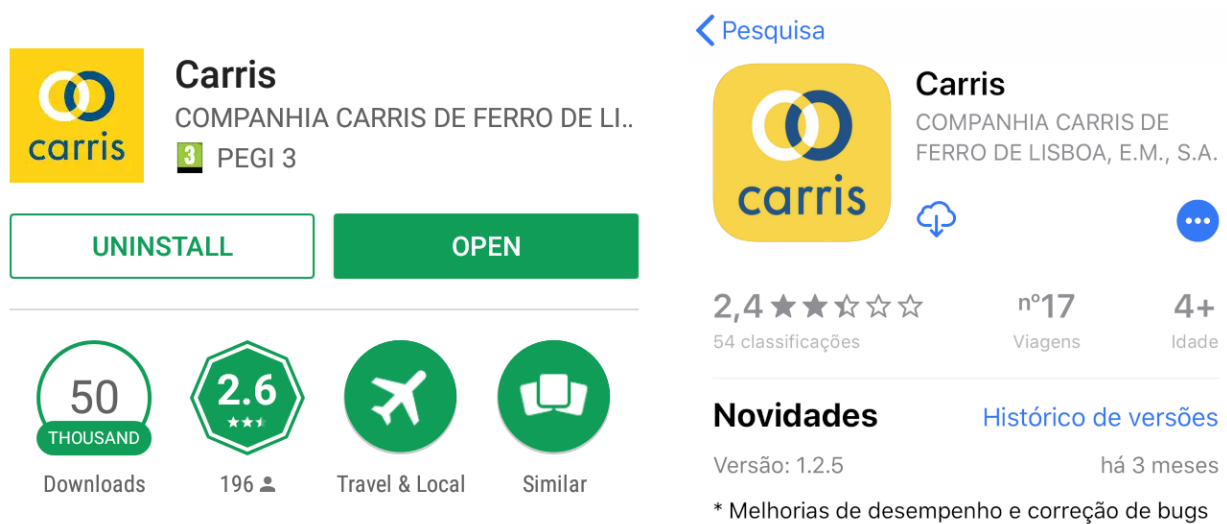 carris
Carris
COMPANHIA CARRIS DE FERRO DE LI..
3 PEGI 3
UNINSTALL
OPEN
50
THOUSAND
Downloads
2.6
196
Travel & Local
Similar
Pesquisa
carris
Carris
COMPANHIA CARRIS DE
FERRO DE LISBOA, E.M., S.A.
2,4
54 classificações
nº17
Viagens
4+
Idade
Novidades
Histórico de versões
Versão: 1.2.5
há 3 meses
* Melhorias de desempenho e correção de bugs